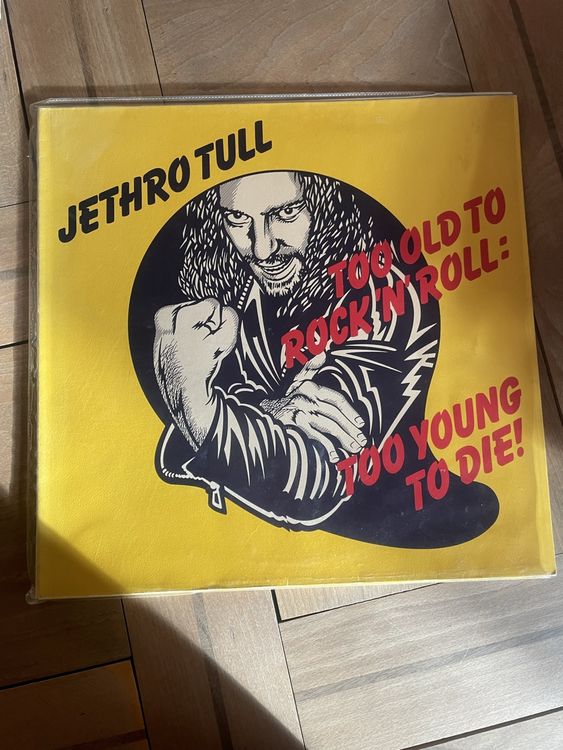 JETHRO TULL
TOO OLD TO
ROCK'N'ROLL:
TOO YOUNG
TO DIE!